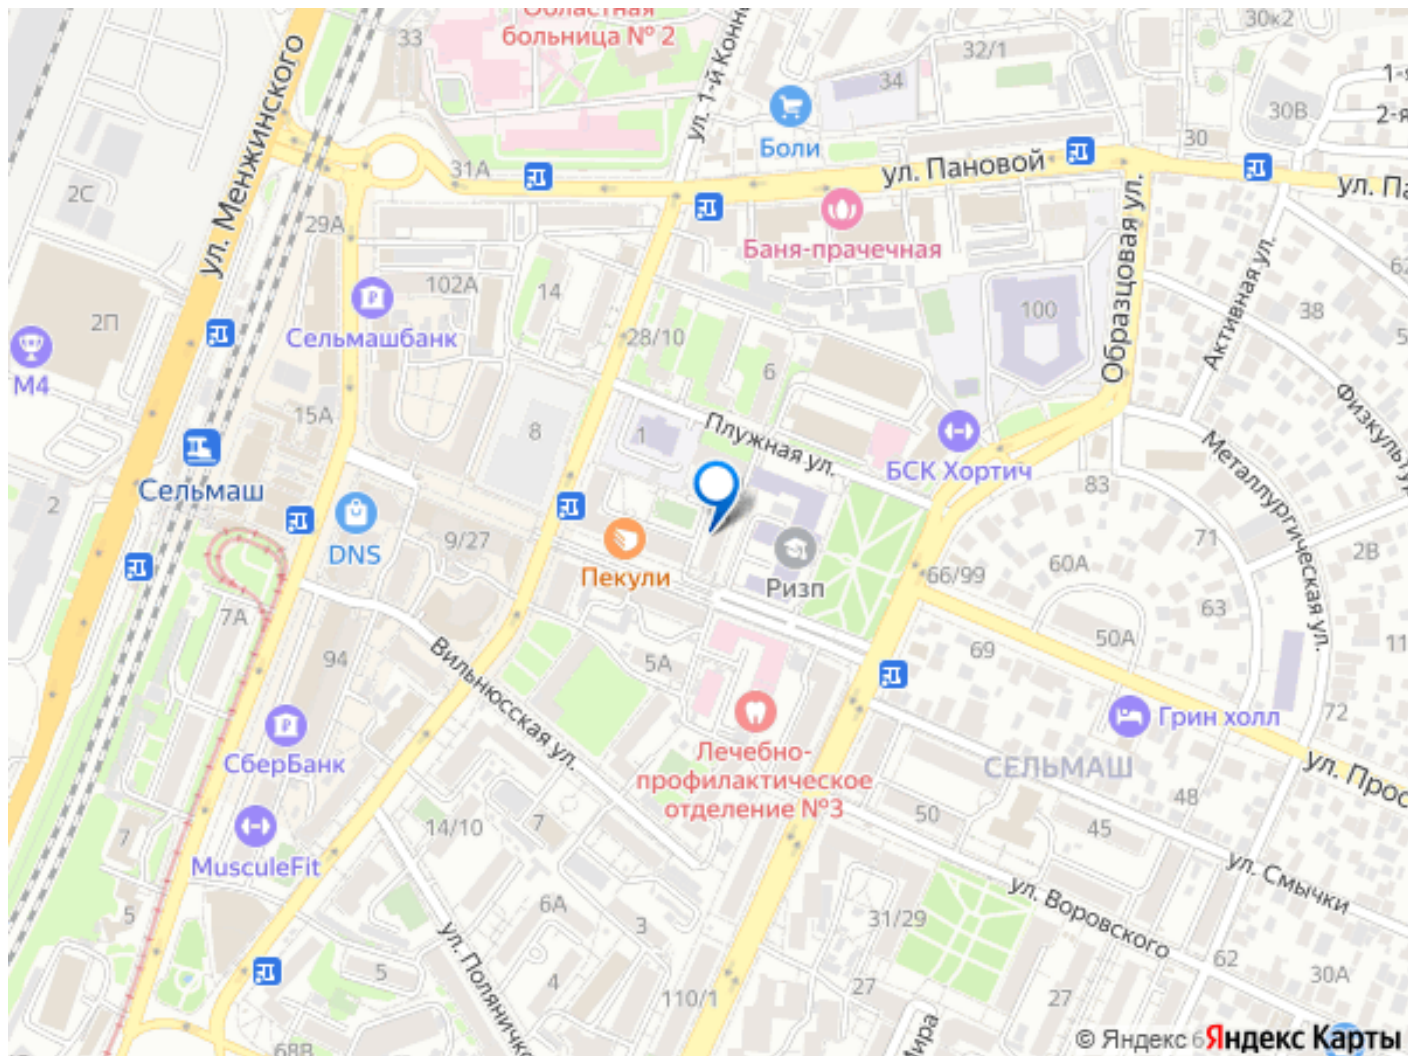 Областная
больница № 2
33
ул. 1-й Конн
32/1
34
30к2
1-я
2-я
30В
30
ул. Менжинского
Боли
31А
ул. Пановой
ул. Па
2С
29А
Баня-прачечная
Образцовая ул.
Активная ул.
62
102А
14
Сельмашбанк
28/10
100
38
2П
М4
6
Физкультур
15А
8
1
Плужная ул.
БСК Хортич
Металлургическая ул.
2
Сельмаш
83
DNS
9/27
Пекули
Ризп
71
2В
66/99
60А
63
7А
50А
94
Вильнюсская ул.
5А
69
11
СберБанк
Грин холл
72
Лечебно-
профилактическое
отделение №3
СЕЛЬМАШ
ул. Прос
48
7
14/10
7
50
45
MusculeFit
ул. Смычки
ул. Воровского
5
6А
3
31/29
ул. Поляничко
62
30А
5
4
110/1
27
27
Мира
68В
© Яндекс
6
Яндекс Карты